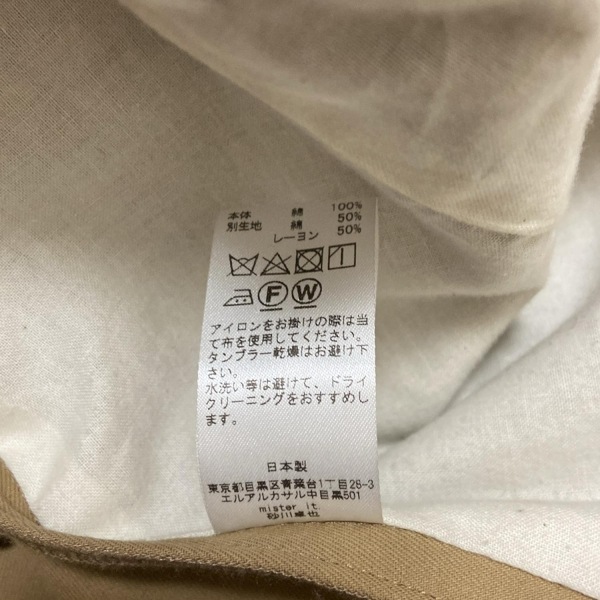 本体 綿 100%
別生地 綿 50%
レーヨン 50%
F W
アイロンをお掛けの際は当
て布を使用してください。
タンブラー乾燥はお避け下
さい。
水洗い等は避けて、ドライ
クリーニングをおすすめし
ます。
日本製
東京都目黒区青葉台1丁目28-3
エルアルカサル中目黒501
mister it.
砂川卓也